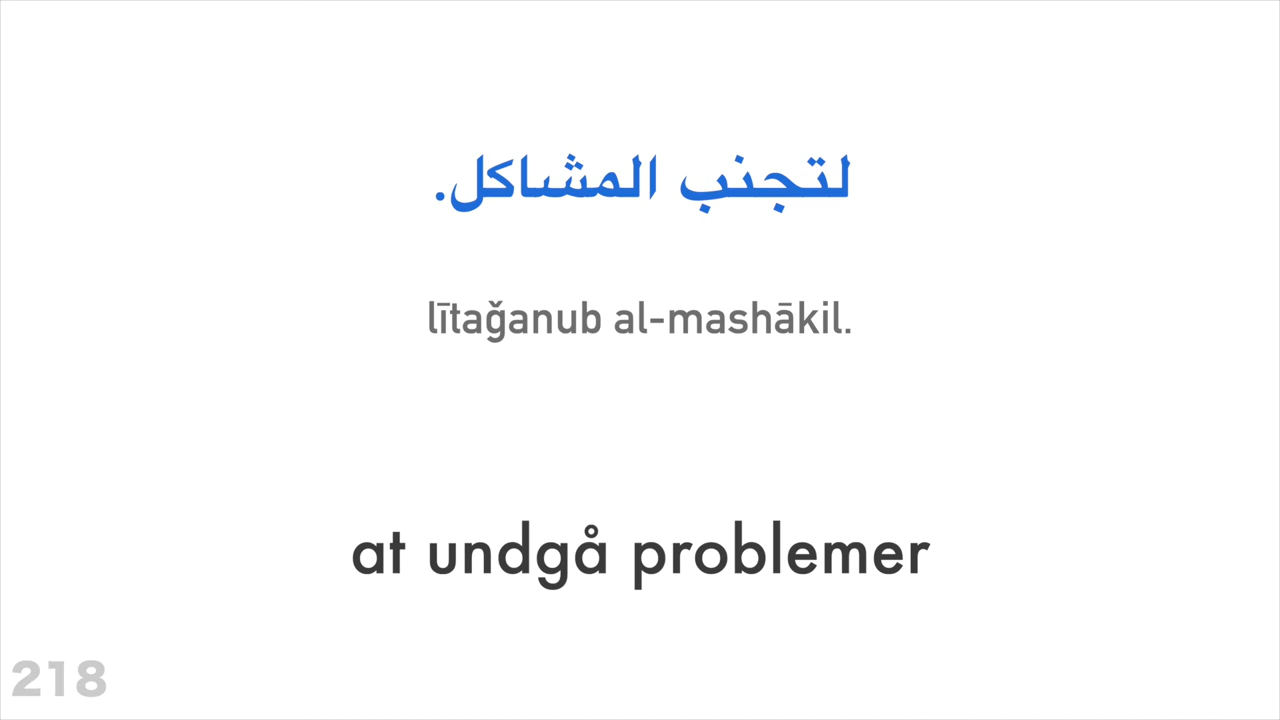 لتجنب المشاكل.
lītağanub al-mashākil.
at undgå problemer
218